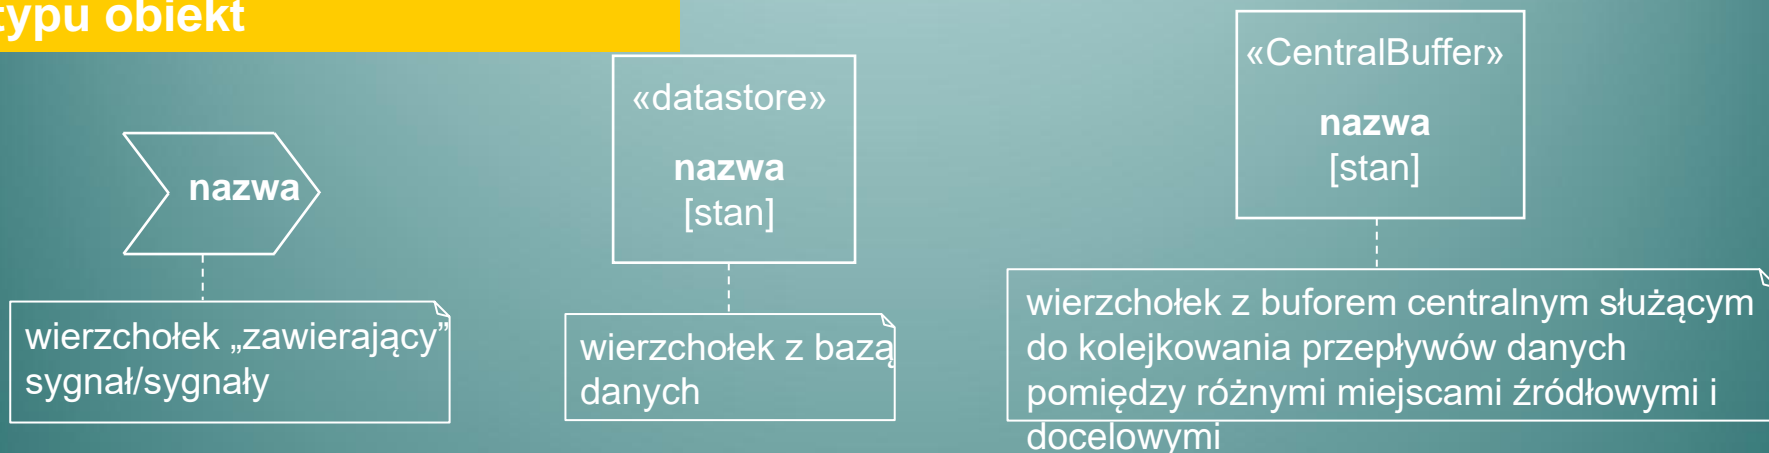 typu obiekt
nazwa
wierzchołek „zawierający”
sygnał/sygnały
«datastore»
nazwa
[stan]
wierzchołek z bazą
danych
«CentralBuffer»
nazwa
[stan]
wierzchołek z buforem centralnym służącym
do kolejkowania przepływów danych
pomiędzy różnymi miejscami źródłowymi i
docelowymi